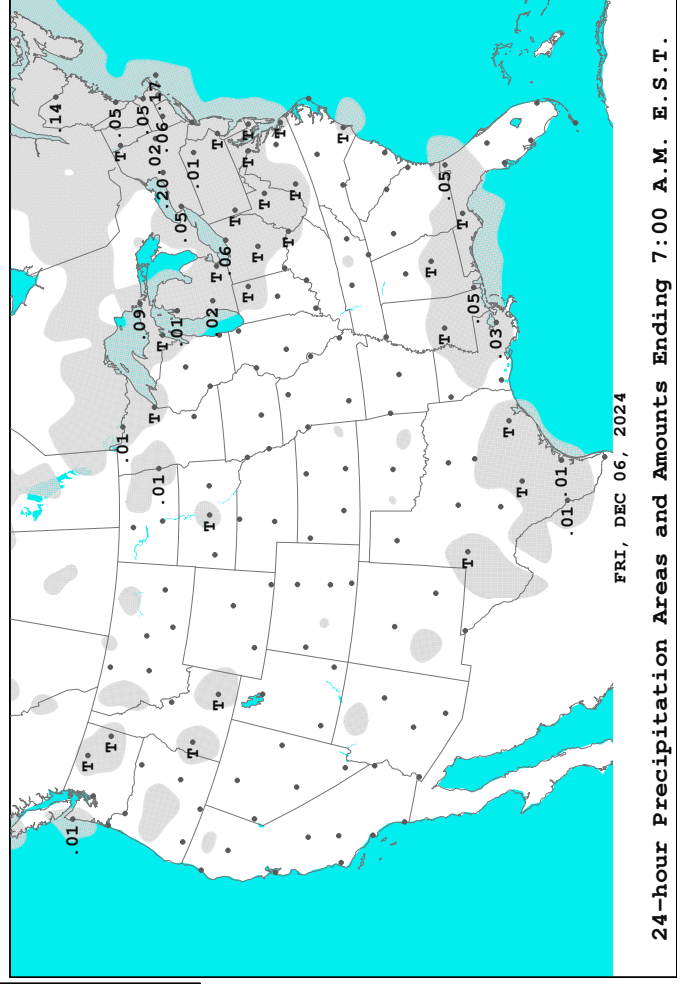 .14
.01
T
T
.05
T
.01
.09
.05
T
.02
.17
.01
T
.20
.06
.01
.05
T
.01
T
.02
T
T
T
.06
T
T
T
T
T
T
T
T
T
T
T
T
.05
T
T
.05
.03
T
T
.01
.01
FRI, DEC 06, 2024
24-hour Precipitation Areas and Amounts Ending 7:00 A.M. E.S.T.